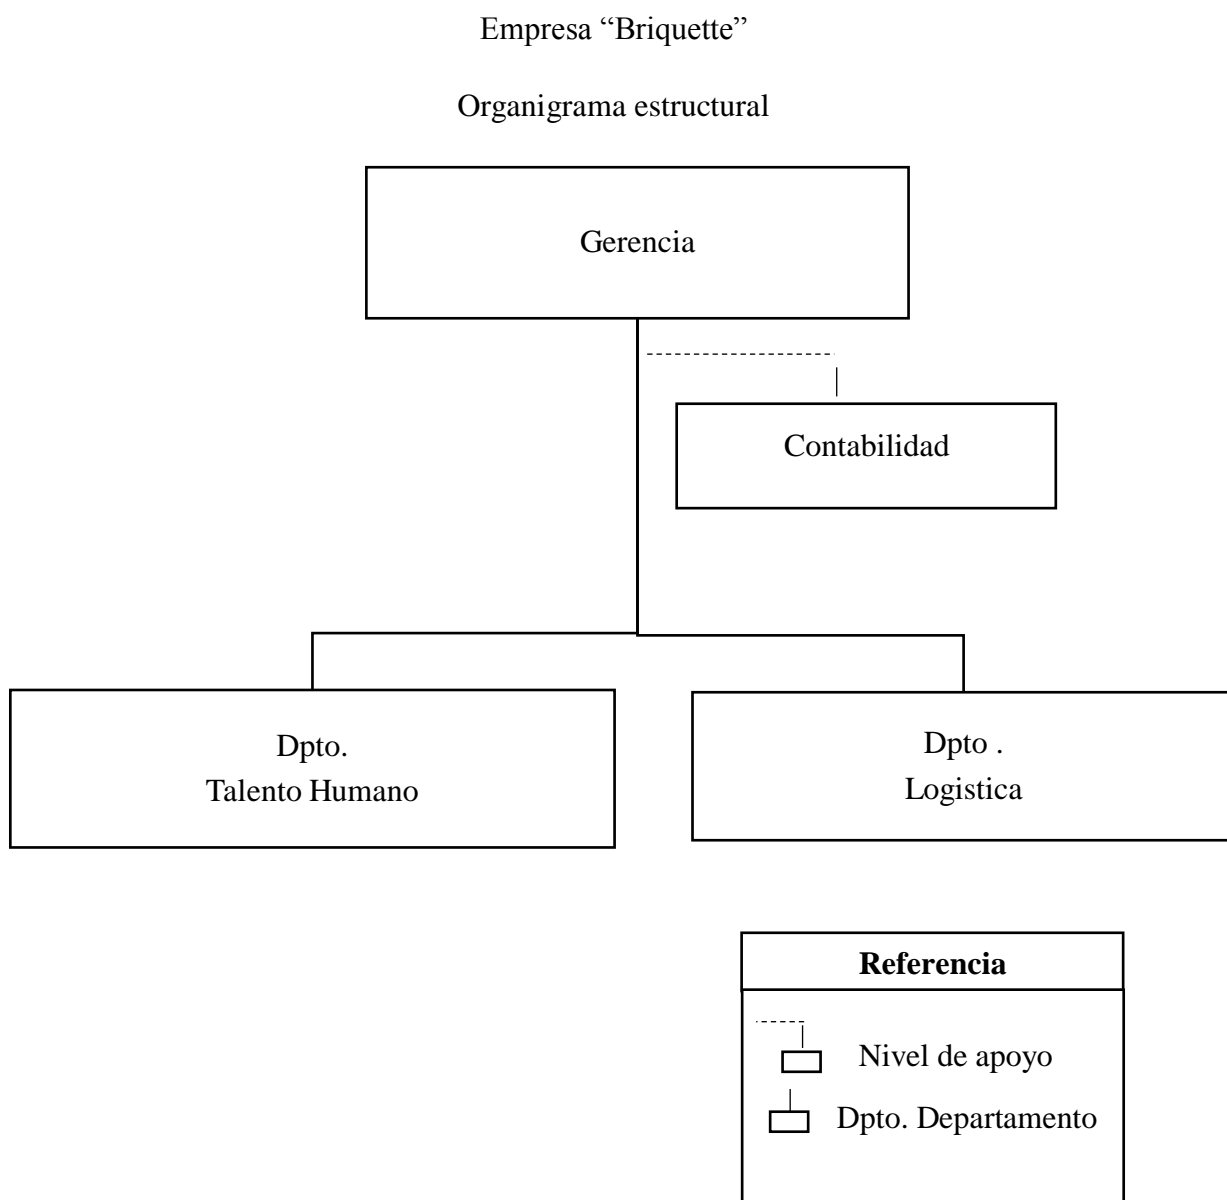 Empresa “Briquette”
Organigrama estructural
Gerencia
Contabilidad
Dpto.
Talento Humano
Dpto .
Logistica
Referencia
Nivel de apoyo
Dpto. Departamento